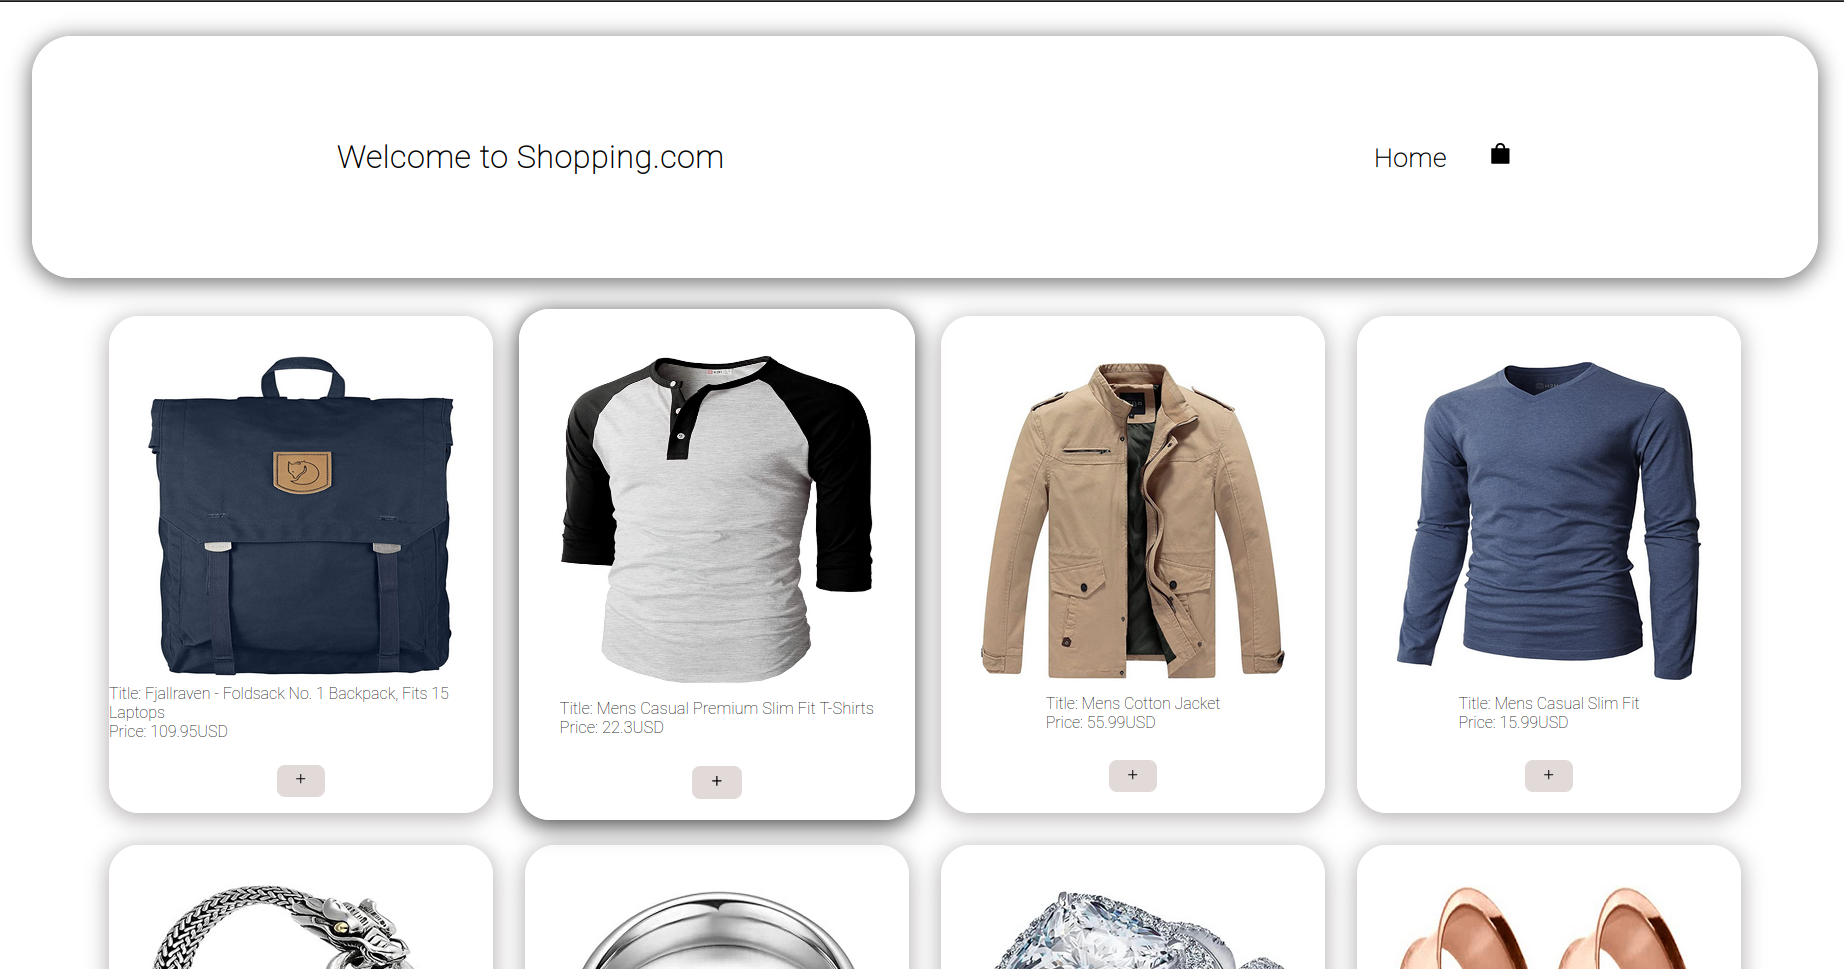 Welcome to Shopping.com
Home
Title: Fjallraven - Foldsack No. 1 Backpack, Fits 15
Laptops
Price: 109.95USD
+
Title: Mens Casual Premium Slim Fit T-Shirts
Price: 22.3USD
+
Title: Mens Cotton Jacket
Price: 55.99USD
+
Title: Mens Casual Slim Fit
Price: 15.99USD
+